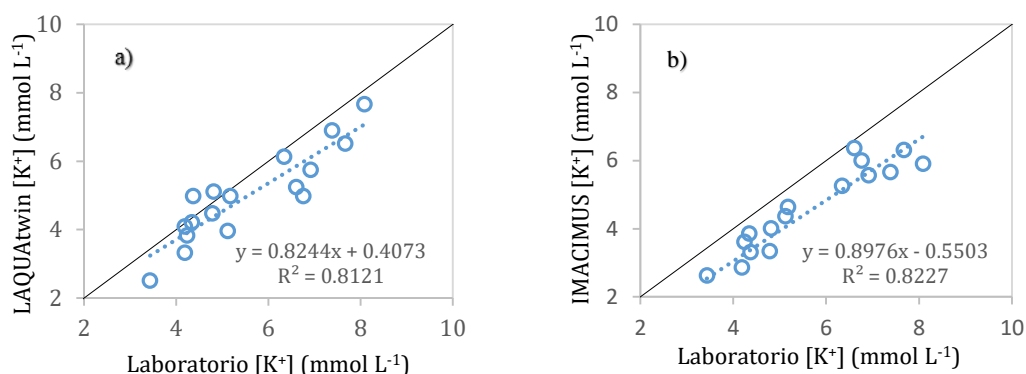 a)
LAQUAtwin [K⁺] (mmol L⁻¹)
10
8
6
4
2
y = 0.8244x + 0.4073
R² = 0.8121
2 4 6 8 10
Laboratorio [K⁺] (mmol L⁻¹)
b)
IMACIMUS [K⁺] (mmol L⁻¹)
10
8
6
4
2
y = 0.8976x - 0.5503
R² = 0.8227
2 4 6 8 10
Laboratorio [K⁺] (mmol L⁻¹)